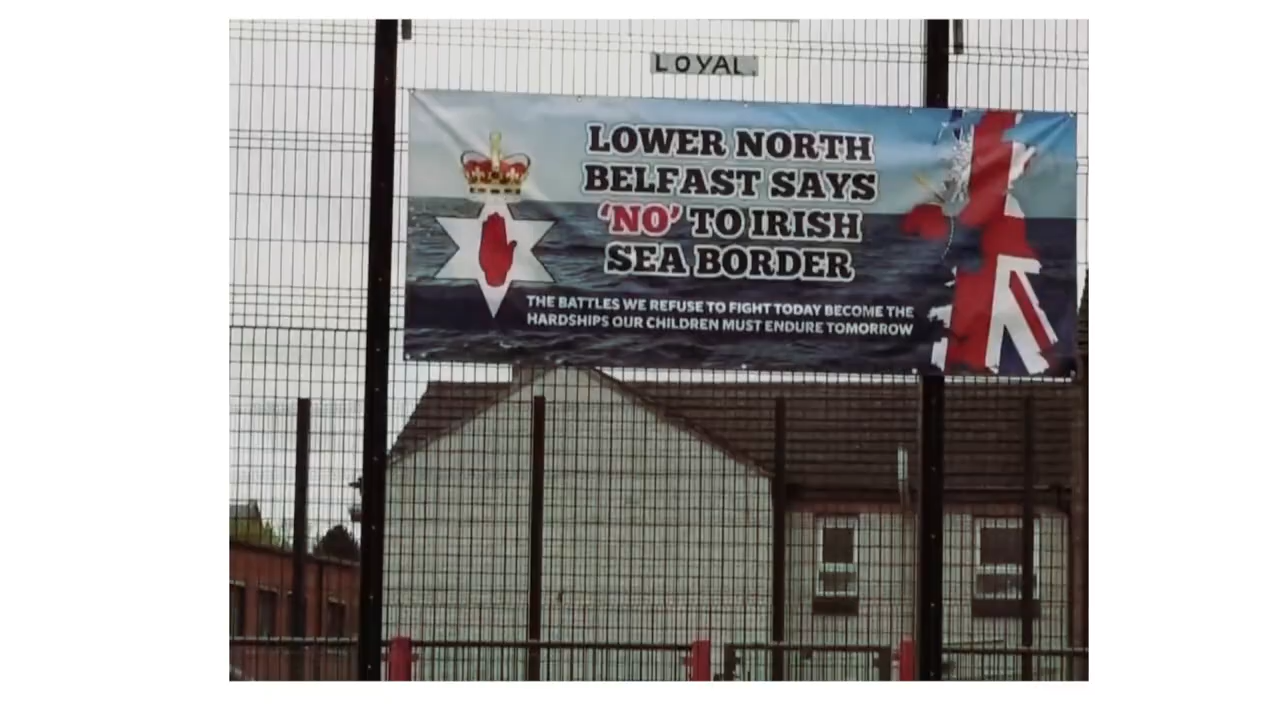 LOYAL
LOWER NORTH
BELFAST SAYS
‘NO’ TO IRISH
SEA BORDER
THE BATTLES WE REFUSE TO FIGHT TODAY BECOME THE
HARDSHIPS OUR CHILDREN MUST ENDURE TOMORROW